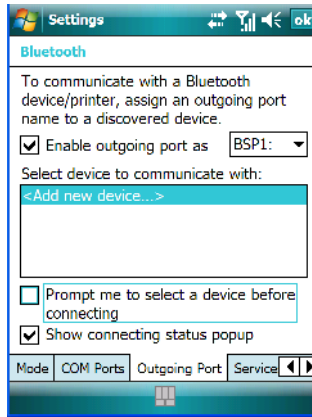 Settings
ok
Bluetooth
To communicate with a Bluetooth
device/printer, assign an outgoing port
name to a discovered device.
Enable outgoing port as BSP1:
Select device to communicate with:
<Add new device...>
Prompt me to select a device before
connecting
Show connecting status popup
Mode COM Ports Outgoing Port Service